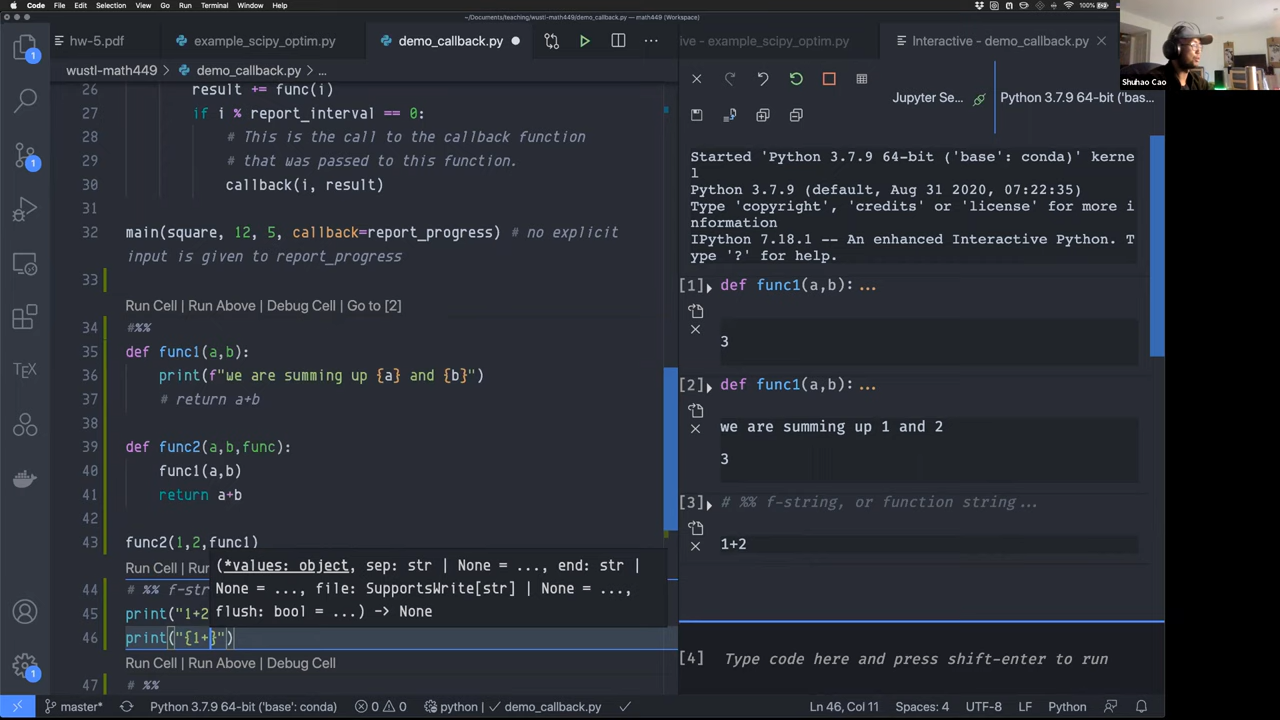 Code File Edit Selection View Go Run Terminal Window Help 100%
~/Documents/teaching/wustl-math449/demo_callback.py — math449 (Workspace)
hw-5.pdf example_scipy_optim.py demo_callback.py ive - example_scipy_optim.py Interactive - demo_callback.py
Shuhao Cao
wustl-math449 > demo_callback.py > ...
Jupyter Se... Python 3.7.9 64-bit ('bas...
26 result += func(i)
27 if i % report_interval == 0:
28 # This is the call to the callback function
29 # that was passed to this function.
30 callback(i, result)
31
32 main(square, 12, 5, callback=report_progress) # no explicit
input is given to report_progress
33
Run Cell | Run Above | Debug Cell | Go to [2]
34 #%%
35 def func1(a,b):
36 print(f"we are summing up {a} and {b}")
37 # return a+b
38
39 def func2(a,b,func):
40 func1(a,b)
41 return a+b
42
43 func2(1,2,func1)
Run Cell | Ru
(*values: object, sep: str | None = ..., end: str |
None = ..., file: SupportsWrite[str] | None = ...,
flush: bool = ...) -> None
44 # %% f-str
45 print("1+2
46 print("{1+}")
Run Cell | Run Above | Debug Cell
47 # %%
Started 'Python 3.7.9 64-bit ('base': conda)' kerne
l
Python 3.7.9 (default, Aug 31 2020, 07:22:35)
Type 'copyright', 'credits' or 'license' for more i
nformation
IPython 7.18.1 -- An enhanced Interactive Python. T
ype '?' for help.
[1] def func1(a,b): ...
3
[2] def func1(a,b): ...
we are summing up 1 and 2
3
[3] # %% f-string, or function string...
1+2
[4] Type code here and press shift-enter to run
1
1
1
TEX
master* Python 3.7.9 64-bit ('base': conda) 0 0 python | demo_callback.py Ln 46, Col 11 Spaces: 4 UTF-8 LF Python